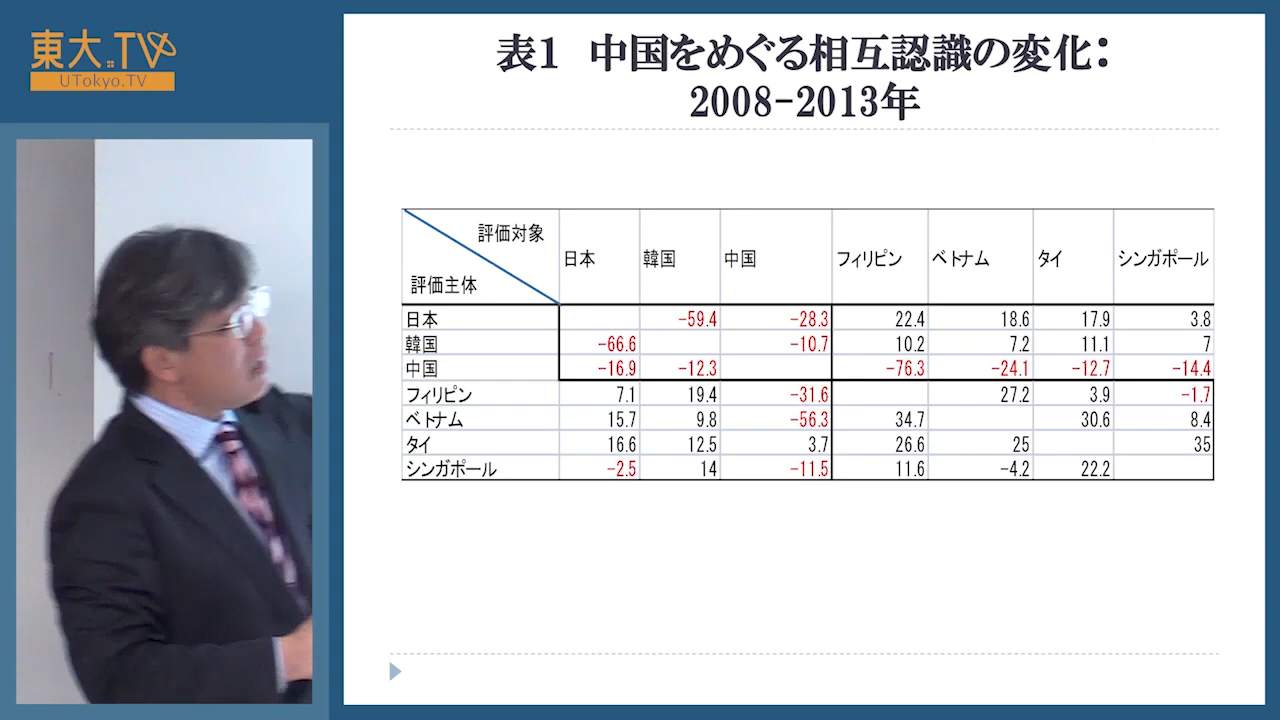 東大.TV
UTokyo.TV
表1 中国をめぐる相互認識の変化：
2008-2013年
評価対象
評価主体
日本 韓国 中国 フィリピン ベトナム タイ シンガポール
日本 -59.4 -28.3 22.4 18.6 17.9 3.8
韓国 -66.6 -10.7 10.2 7.2 11.1 7
中国 -16.9 -12.3 -76.3 -24.1 -12.7 -14.4
フィリピン 7.1 19.4 -31.6 27.2 3.9 -1.7
ベトナム 15.7 9.8 -56.3 34.7 30.6 8.4
タイ 16.6 12.5 3.7 26.6 25 35
シンガポール -2.5 14 -11.5 11.6 -4.2 22.2